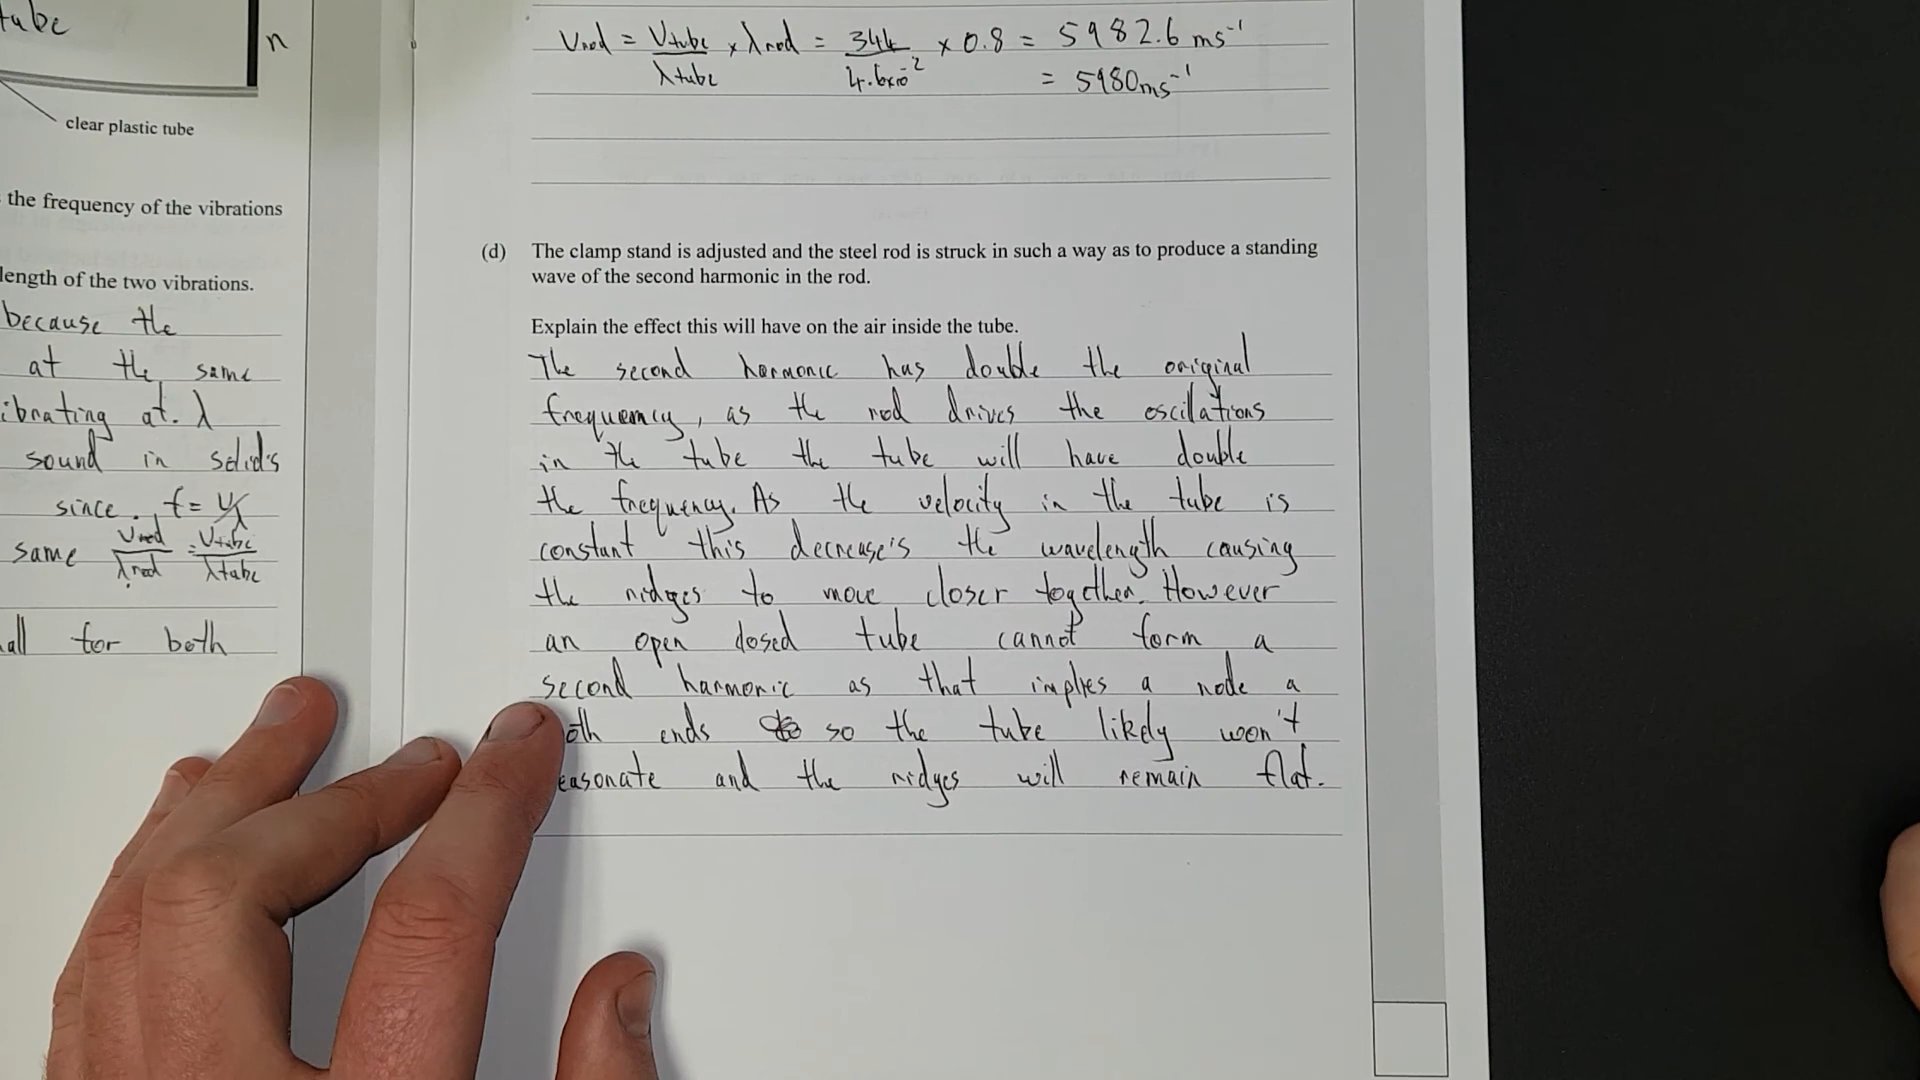 tube
n
clear plastic tube
the frequency of the vibrations
length of the two vibrations.
because the
at the same
ibrating at. λ
sound in solid's
since. f = v/λ
same Vrod/λrod = Vtube/λtube
all for both
Vrod = Vtube/λtube × λrod = 344/4.6x10⁻² × 0.8 = 5982.6 ms⁻¹
= 5980ms⁻¹
(d) The clamp stand is adjusted and the steel rod is struck in such a way as to produce a standing
wave of the second harmonic in the rod.
Explain the effect this will have on the air inside the tube.
The second harmonic has double the original
frequency, as the rod drives the oscilations
in the tube the tube will have double
the frequency. As the velocity in the tube is
constant this decrease's the wavelength causing
the ridges to move closer together. However
an open closed tube cannot form a
second harmonic as that implies a node a
oth ends so the tube likely won't
easonate and the ridges will remain flat.